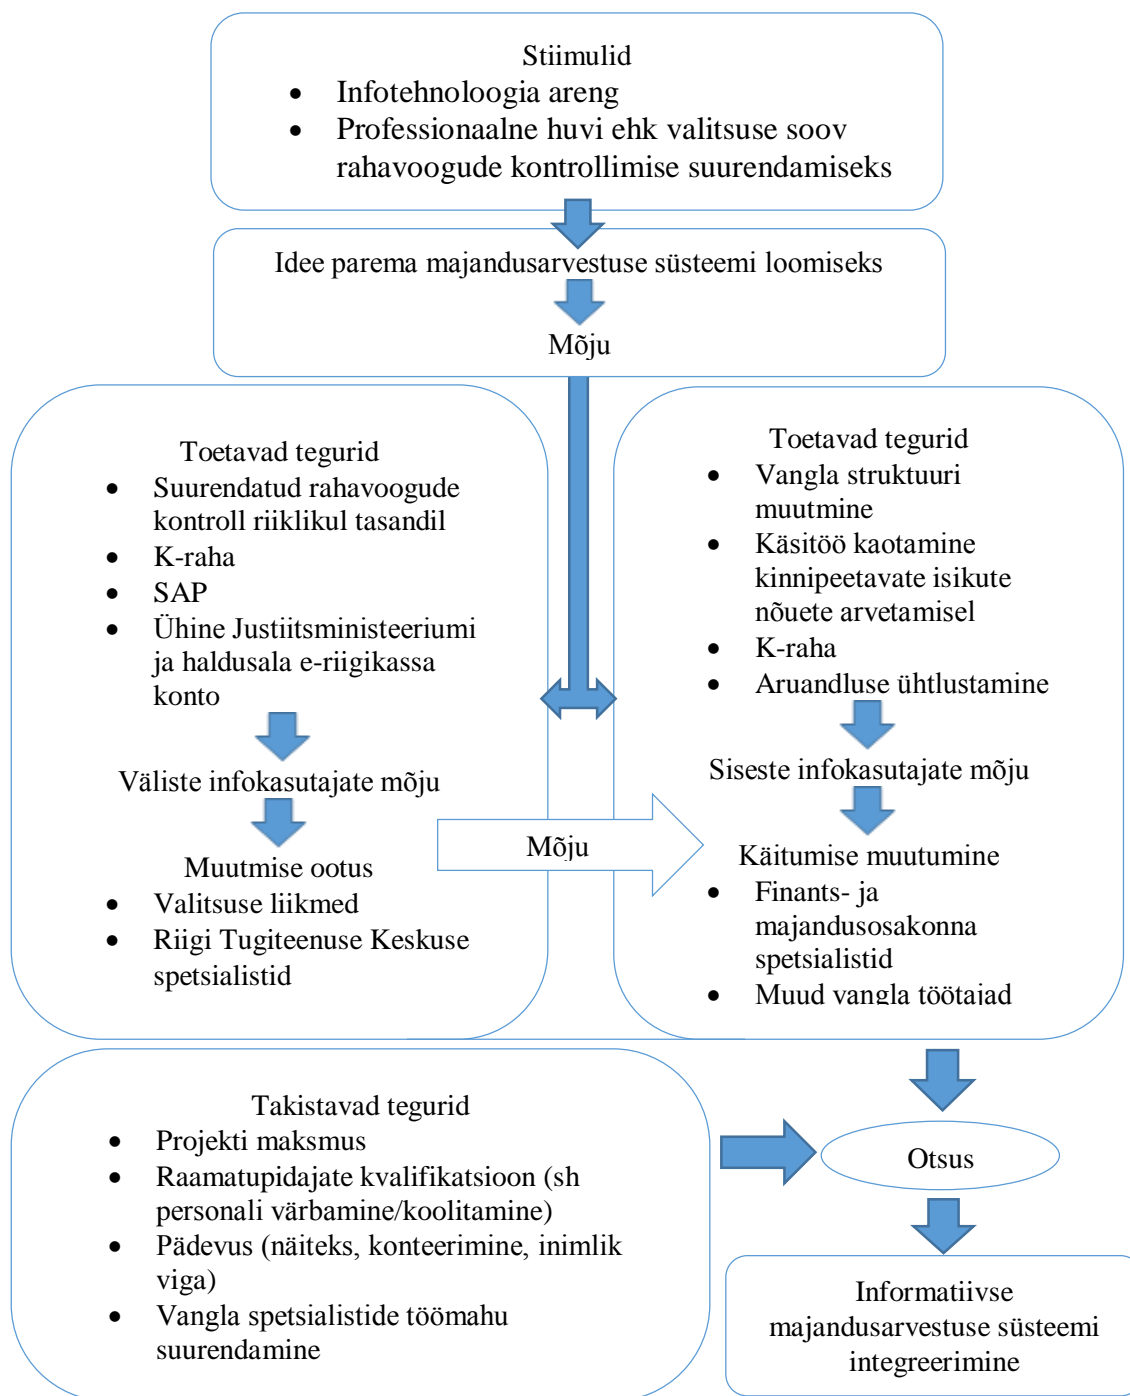 Stiimulid
• Infotehnoloogia areng
• Professionaalne huvi ehk valitsuse soov
rahavoogude kontrollimise suurendamiseks
Idee parema majandusarvestuse süsteemi loomiseks
Mõju
Toetavad tegurid
• Suurendatud rahavoogude
kontroll riiklikul tasandil
• K-raha
• SAP
• Ühine Justiitsministeeriumi
ja haldusala e-riigikassa
konto
Väliste infokasutajate mõju
Muutmise ootus
• Valitsuse liikmed
• Riigi Tugiteenuse Keskuse
spetsialistid
Mõju
Toetavad tegurid
• Vangla struktuuri
muutmine
• Käsitöö kaotamine
kinnipeetavate isikute
nõuete arvetamisel
• K-raha
• Aruandluse ühtlustamine
Siseste infokasutajate mõju
Käitumise muutumine
• Finants- ja
majandusosakonna
spetsialistid
• Muud vangla töötajad
Takistavad tegurid
• Projekti maksmus
• Raamatupidajate kvalifikatsioon (sh
personali värbamine/koolitamine)
• Pädevus (näiteks, konteerimine, inimlik
viga)
• Vangla spetsialistide töömahu
suurendamine
Otsus
Informatiivse
majandusarvestuse süsteemi
integreerimine